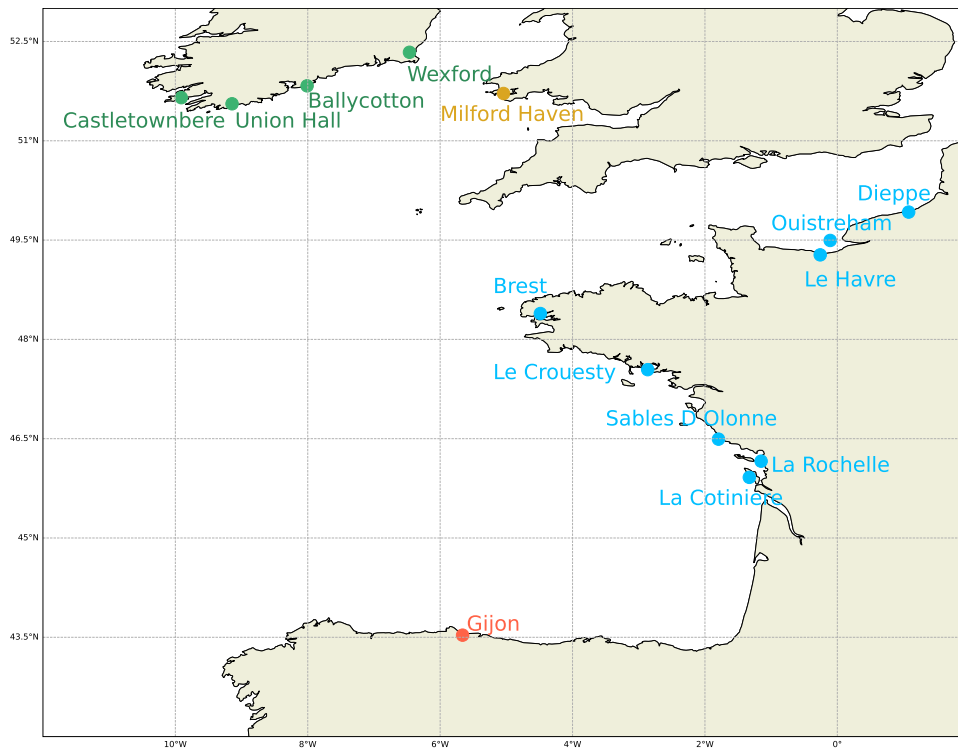 52.5°N
Wexford
Ballycotton
Milford Haven
Castletownbere
Union Hall
51°N
Dieppe
Ouistreham
49.5°N
Le Havre
Brest
48°N
Le Crouesty
Sables D Olonne
46.5°N
La Rochelle
La Cotinière
45°N
Gijon
43.5°N
10°W
8°W
6°W
4°W
2°W
0°